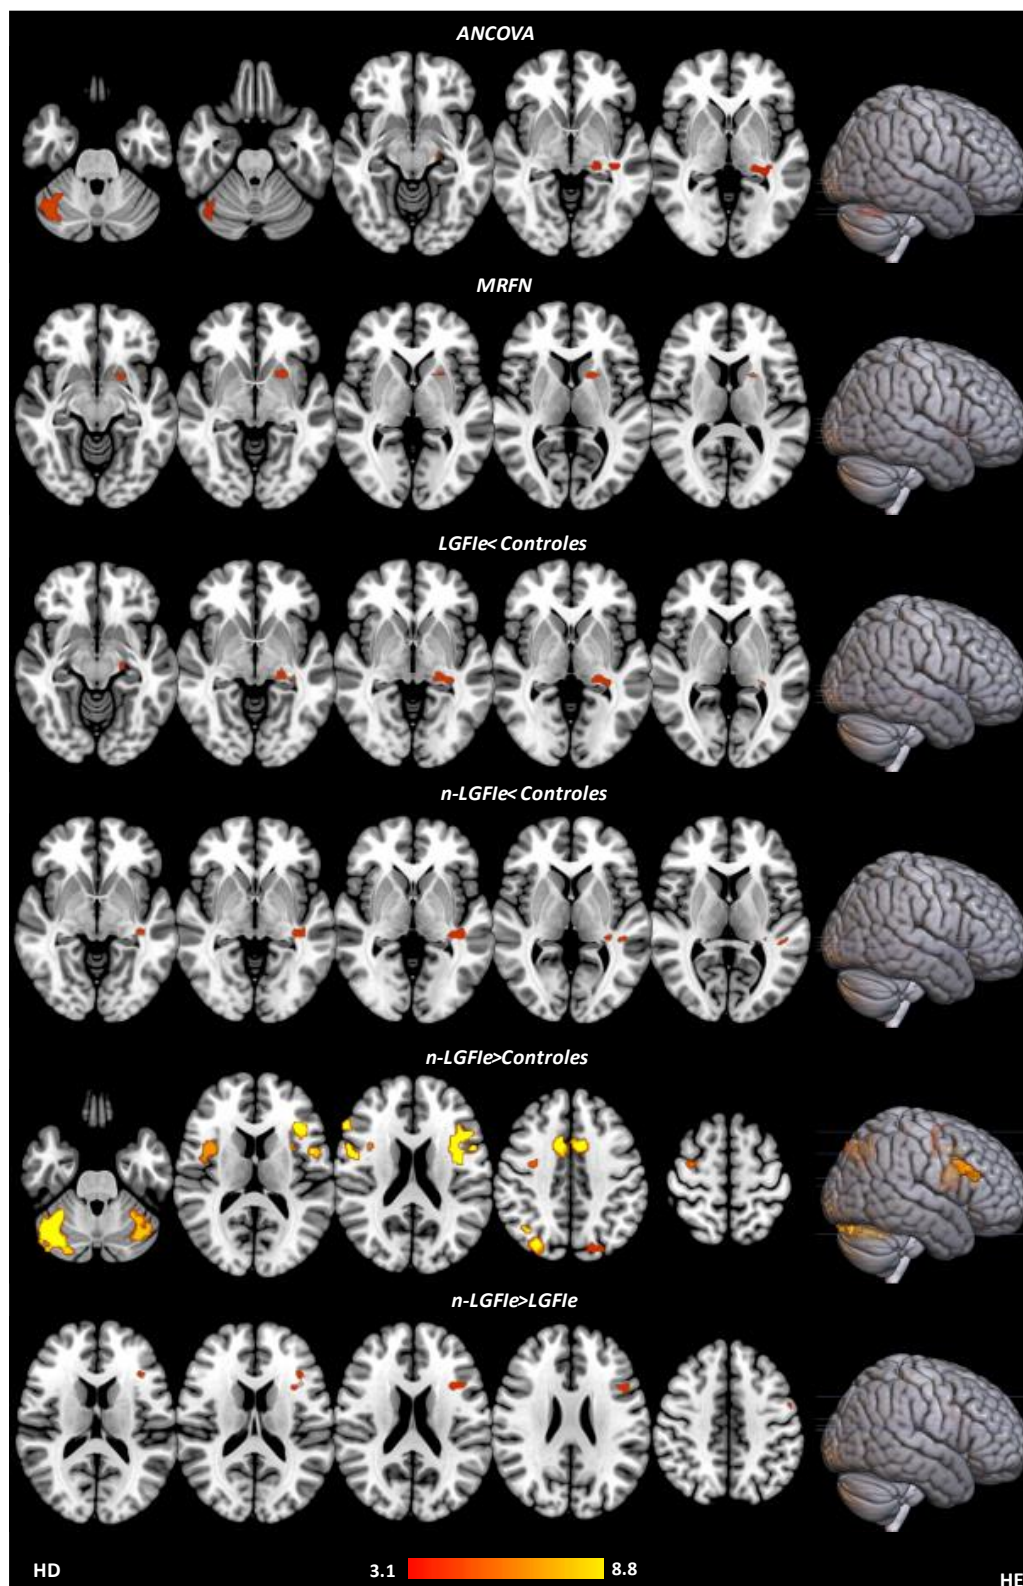 ANCOVA
MRFN
LGFIe< Controles
n-LGFIe< Controles
n-LGFIe>Controles
n-LGFIe>LGFIe
HD
3.1
8.8